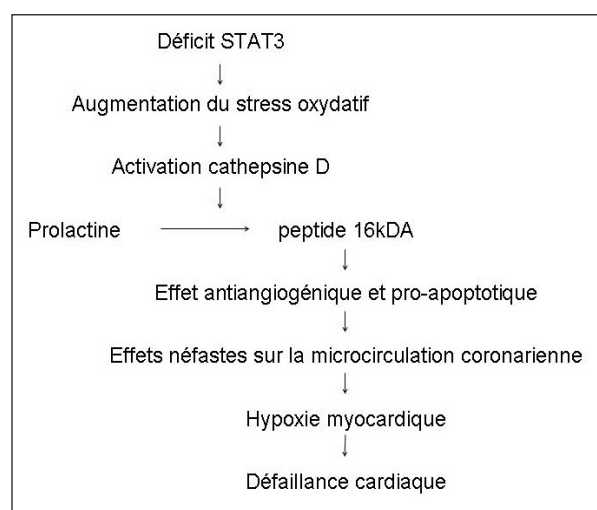 Déficit STAT3
Augmentation du stress oxydatif
Activation cathepsine D
Prolactine peptide 16kDA
Effet antiangiogénique et pro-apoptotique
Effets néfastes sur la microcirculation coronarienne
Hypoxie myocardique
Défaillance cardiaque